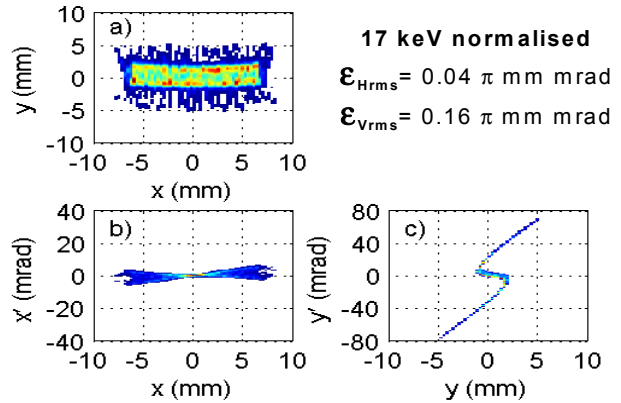 a)
10
5
0
-5
-10
y (mm)
-10 -5 0 5 10
x (mm)
17 keV normalised
εHrms= 0.04 π mm mrad
εVrms= 0.16 π mm mrad
b)
40
20
0
-20
-40
x' (mrad)
-10 -5 0 5 10
x (mm)
c)
80
40
0
-40
-80
y' (mrad)
-10 -5 0 5 10
y (mm)